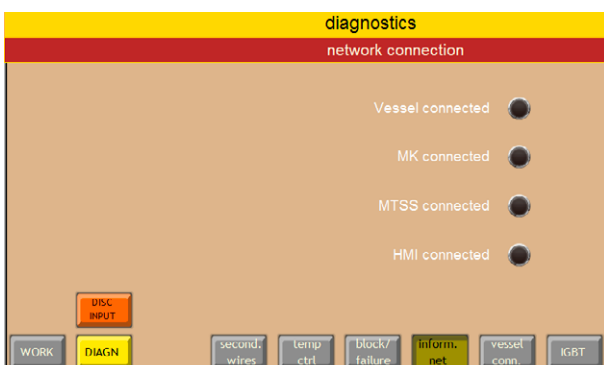 diagnostics
network connection
Vessel connected
MK connected
MTSS connected
HMI connected
DISC
INPUT
WORK
DIAGN
second.
wires
temp
ctrl
block/
failure
inform.
net
vessel
conn.
IGBT